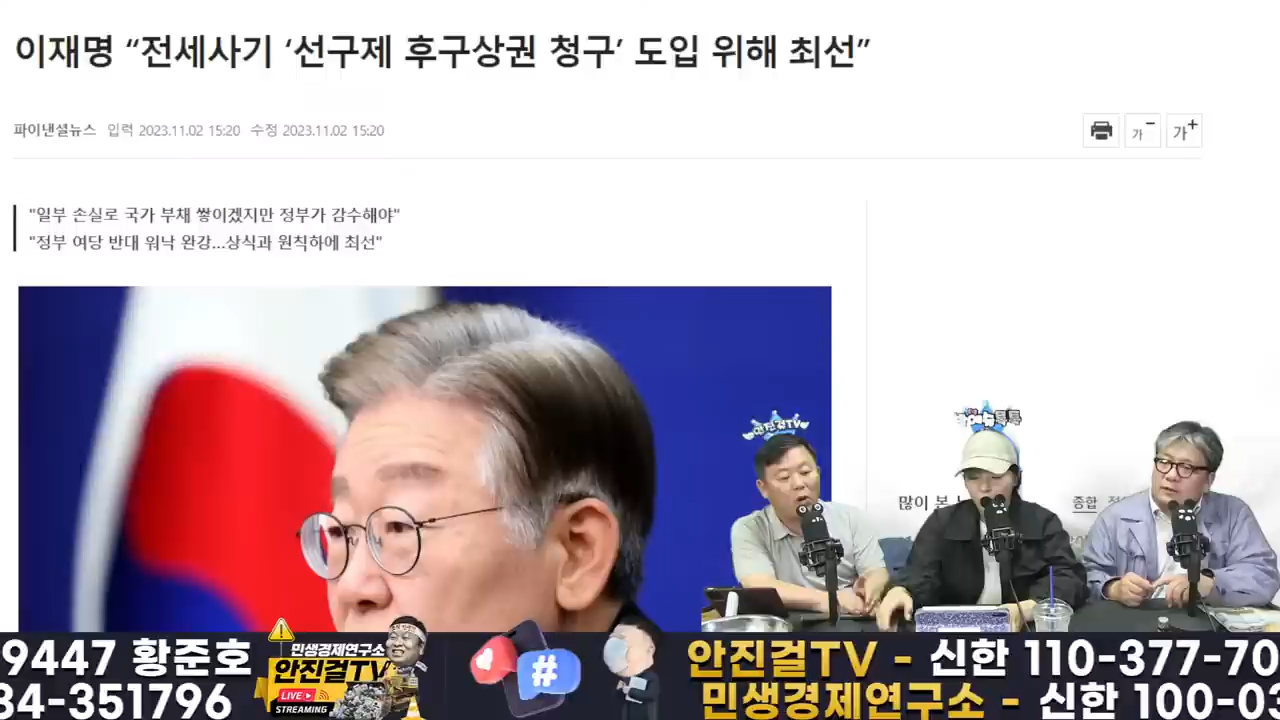 이재명 “전세사기 ‘선구제 후구상권 청구’ 도입 위해 최선”
파이낸셜뉴스 입력 2023.11.02 15:20 수정 2023.11.02 15:20
가－ 가+
"일부 손실로 국가 부채 쌓이겠지만 정부가 감수해야"
"정부 여당 반대 워낙 완강...상식과 원칙하에 최선"
안진걸TV
많이 본
종합
9447 황준호
84-351796
민생경제연구소
안진걸TV
LIVE
STREAMING
#
안진걸TV - 신한 110-377-70
민생경제연구소 - 신한 100-03